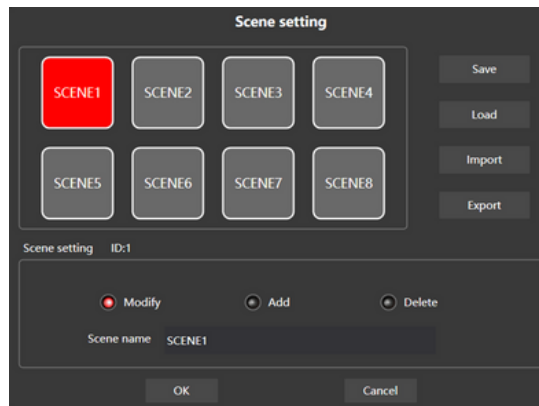 Scene setting
SCENE1 SCENE2 SCENE3 SCENE4
SCENE5 SCENE6 SCENE7 SCENE8
Save
Load
Import
Export
Scene setting ID:1
Modify Add Delete
Scene name SCENE1
OK Cancel